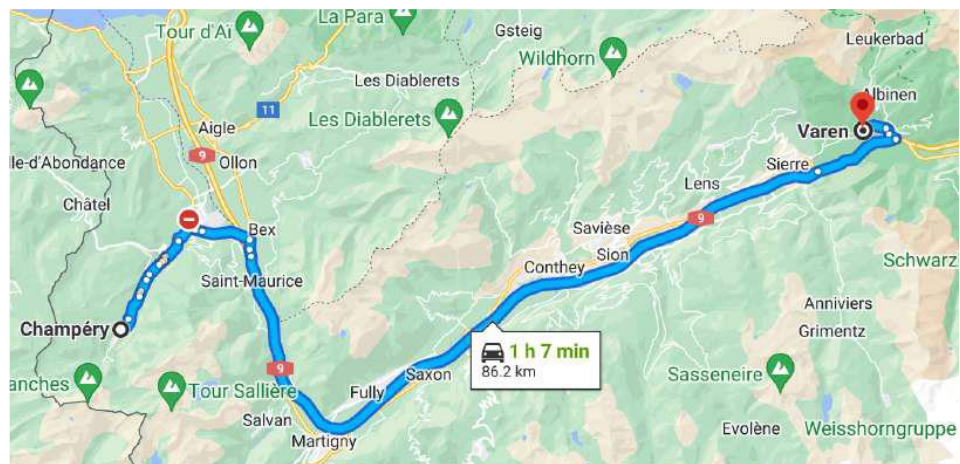 La Para
Gsteig
Leukerbad
Tour d'Aï
Wildhorn
Les Diablerets
Albinen
11
Les Diablerets
Aigle
Varen
lle-d'Abondance
9
Ollon
Sierre
Lens
Châtel
Bex
9
Savièse
Sion
Conthey
Schwarzh
Saint-Maurice
Anniviers
Champéry
Grimentz
1 h 7 min
86.2 km
9
anches
Saxon
Sasseneire
Tour Sallière
Fully
Salvan
Evolène
Weisshorngruppe
Martigny